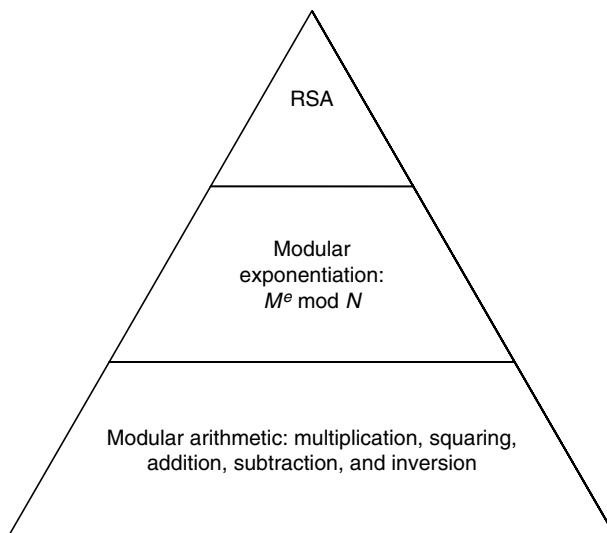 RSA
Modular
exponentiation:
Mᵉ mod N
Modular arithmetic: multiplication, squaring,
addition, subtraction, and inversion